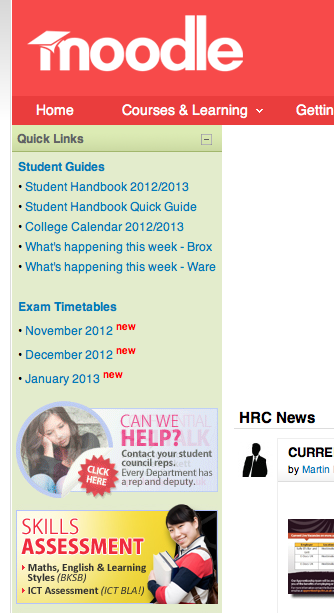 moodle
Home Courses & Learning Gettin
Quick Links
Student Guides
• Student Handbook 2012/2013
• Student Handbook Quick Guide
• College Calendar 2012/2013
• What's happening this week - Brox
• What's happening this week - Ware
Exam Timetables
• November 2012 new
• December 2012 new
• January 2013 new
CAN WE
HELP?
Contact your student
council reps.
Every Department has
a rep and deputy.
CLICK
HERE
HRC News
CURRE
by Martin
SKILLS
ASSESSMENT
Maths, English & Learning
Styles (BKSB)
ICT Assessment (ICT BLA!)